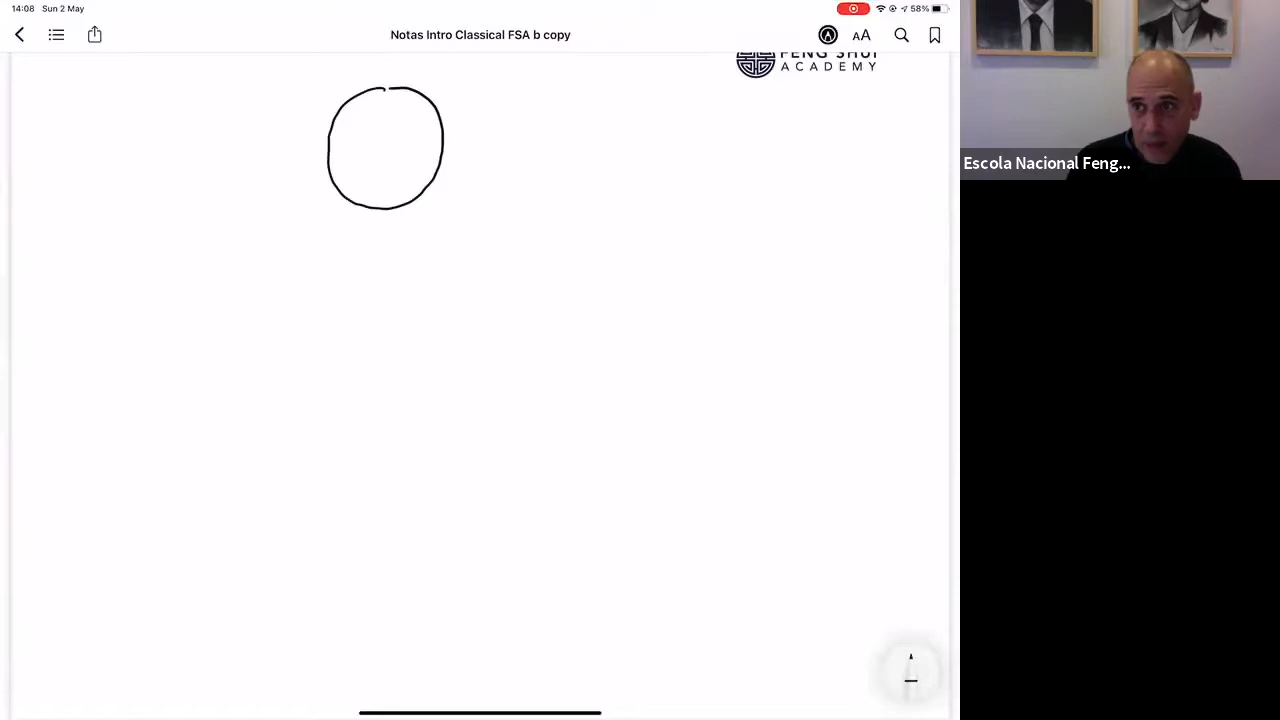 14:08 Sun 2 May
58%
Notas Intro Classical FSA b copy
AA
FENG SHUI
ACADEMY
Escola Nacional Feng...